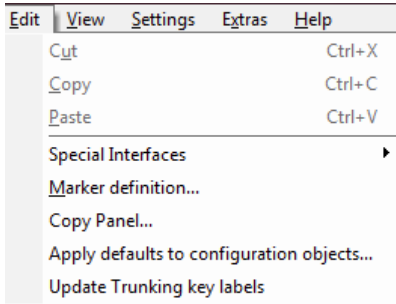 Edit View Settings Extras Help
Cut Ctrl+X
Copy Ctrl+C
Paste Ctrl+V
Special Interfaces
Marker definition...
Copy Panel...
Apply defaults to configuration objects...
Update Trunking key labels